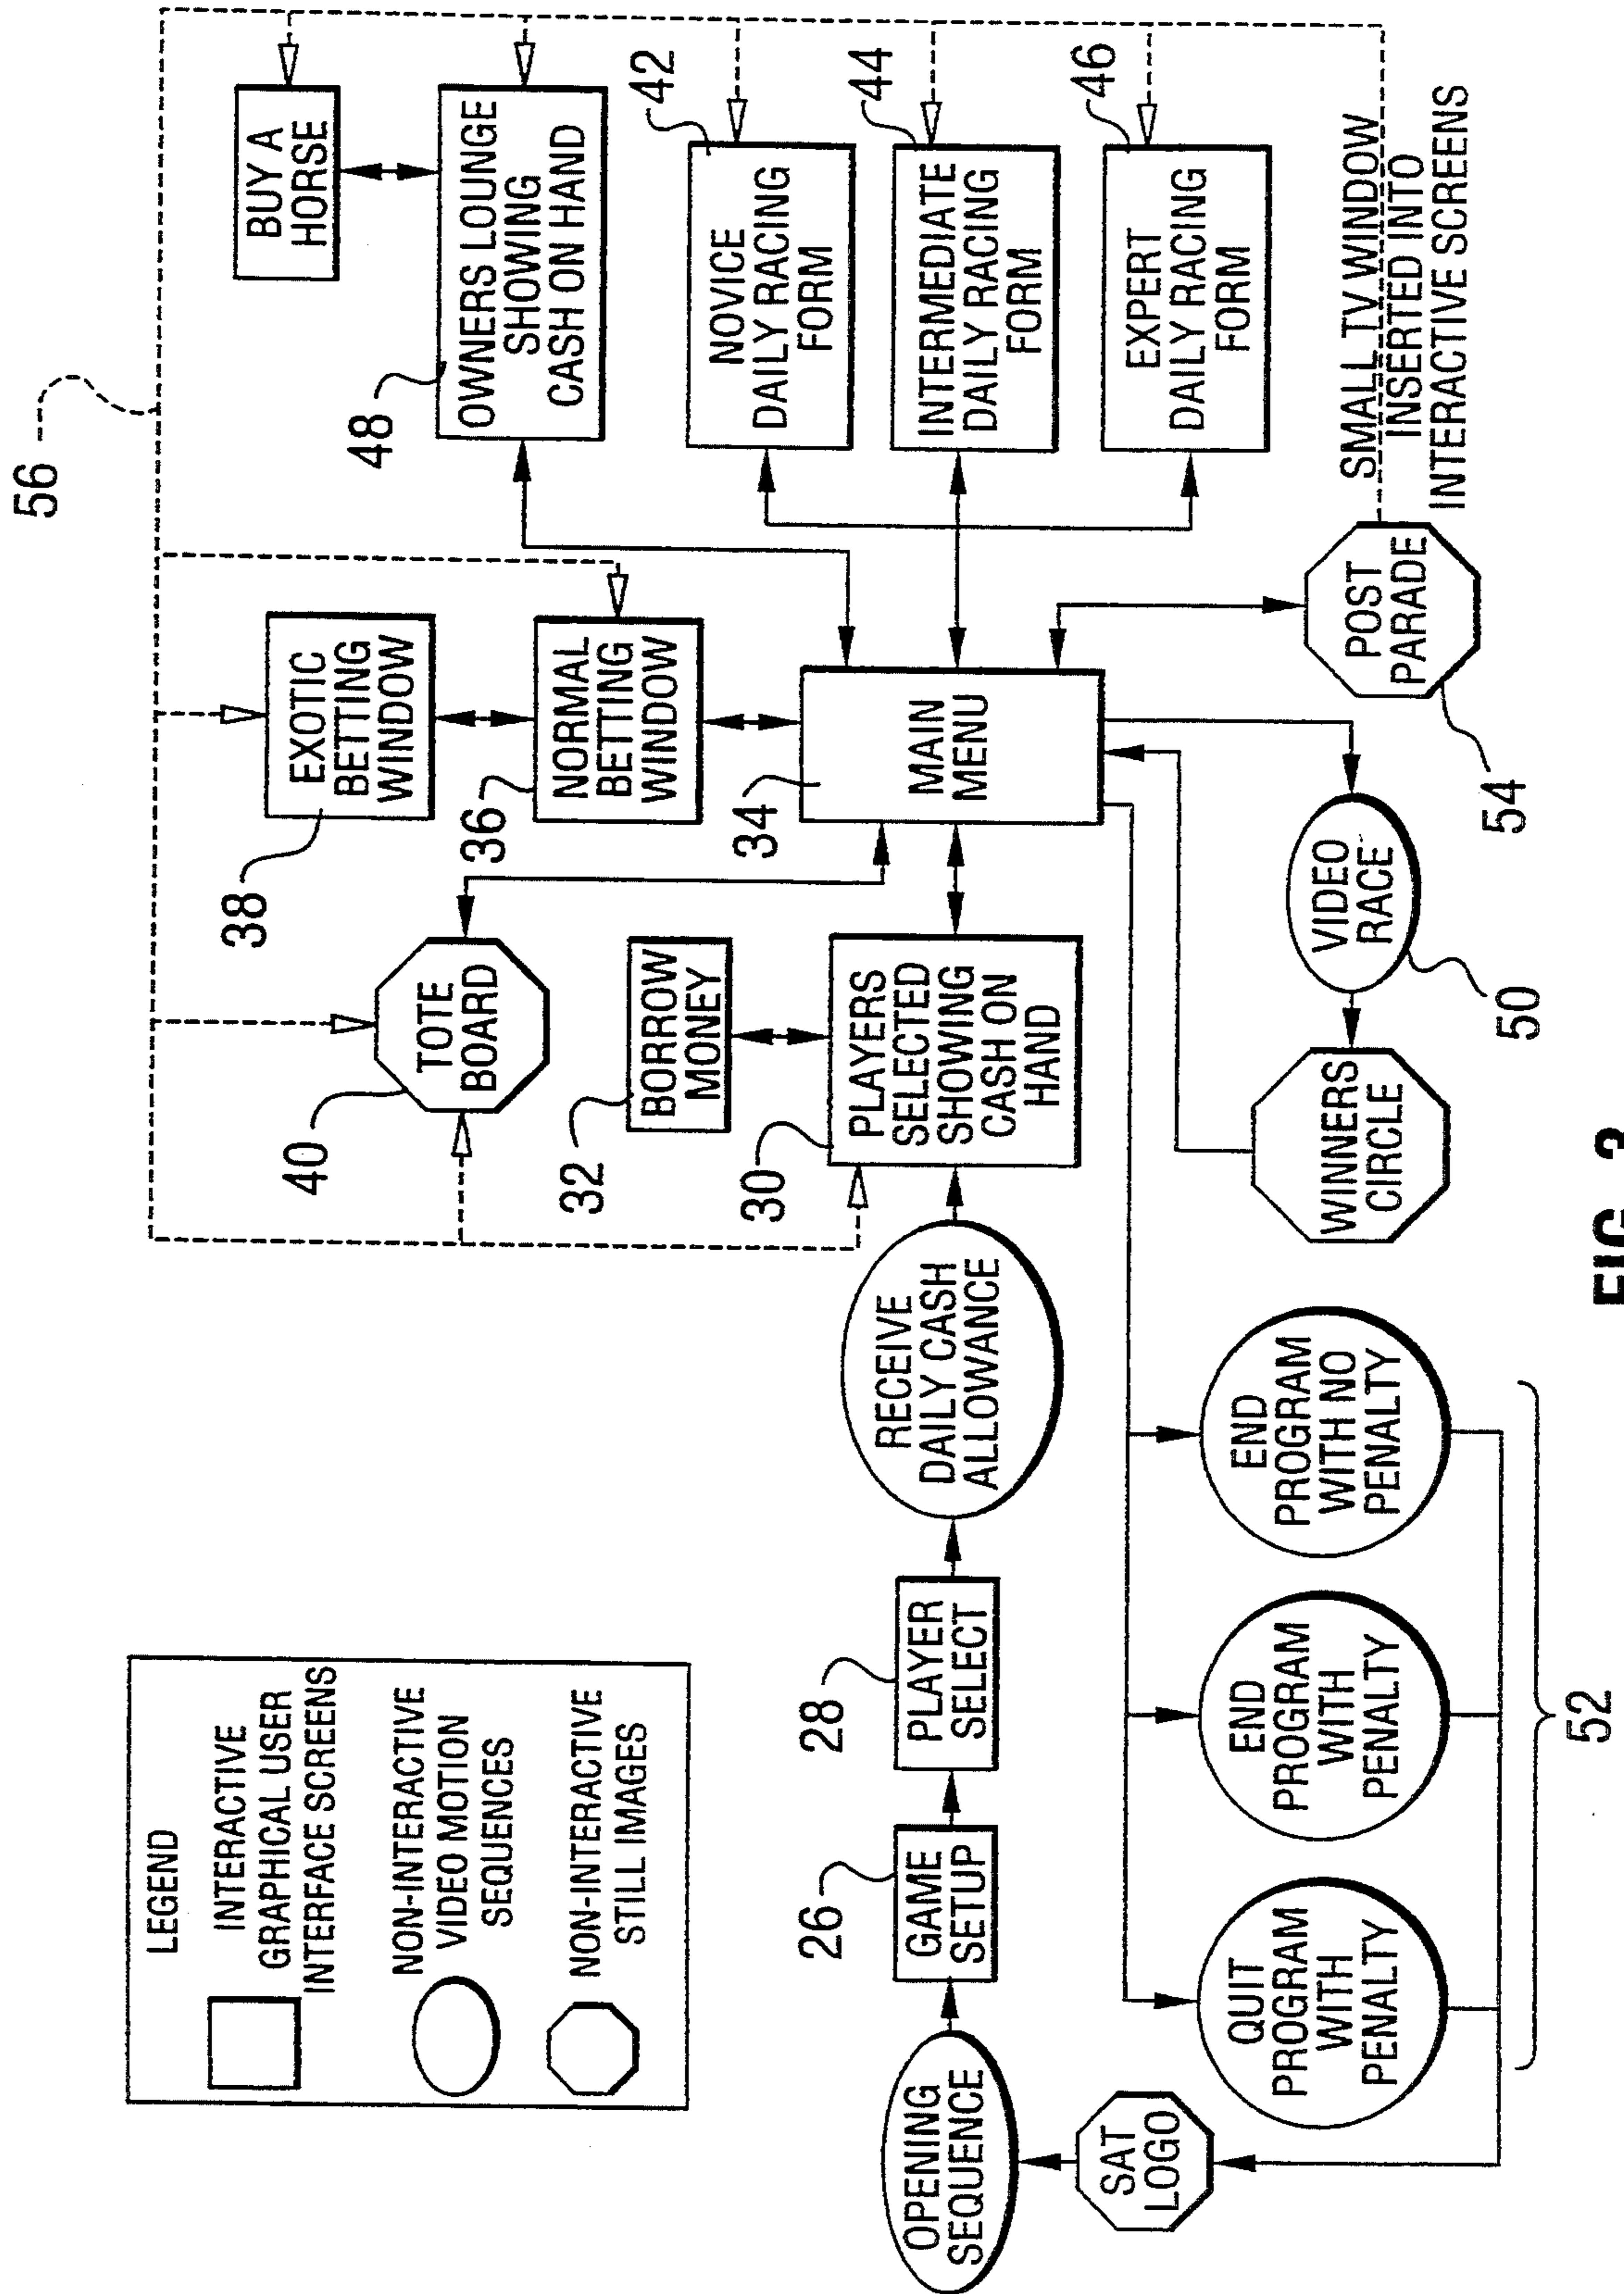 LEGEND
INTERACTIVE
GRAPHICAL USER
INTERFACE SCREENS
NON-INTERACTIVE
VIDEO MOTION
SEQUENCES
NON-INTERACTIVE
STILL IMAGES
56
BUY A
HORSE
48
OWNERS LOUNGE
SHOWING
CASH ON HAND
38
EXOTIC
BETTING
WINDOW
36
NORMAL
BETTING
WINDOW
40
TOTE
BOARD
42
NOVICE
DAILY RACING
FORM
44
INTERMEDIATE
DAILY RACING
FORM
46
EXPERT
DAILY RACING
FORM
32
BORROW
MONEY
30
PLAYERS
SELECTED
SHOWING
CASH ON
HAND
34
MAIN
MENU
OPENING
SEQUENCE
26
GAME
SETUP
28
PLAYER
SELECT
RECEIVE
DAILY CASH
ALLOWANCE
SMALL TV WINDOW
INSERTED INTO
INTERACTIVE SCREENS
POST
PARADE
54
VIDEO
RACE
50
WINNERS
CIRCLE
SAT
LOGO
QUIT
PROGRAM
WITH
PENALTY
END
PROGRAM
WITH
PENALTY
END
PROGRAM
WITH NO
PENALTY
52
FIG. 3